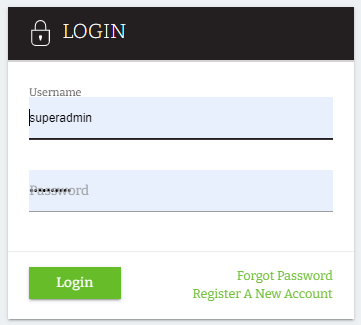 LOGIN
Username
superadmin
Password
Login
Forgot Password
Register A New Account